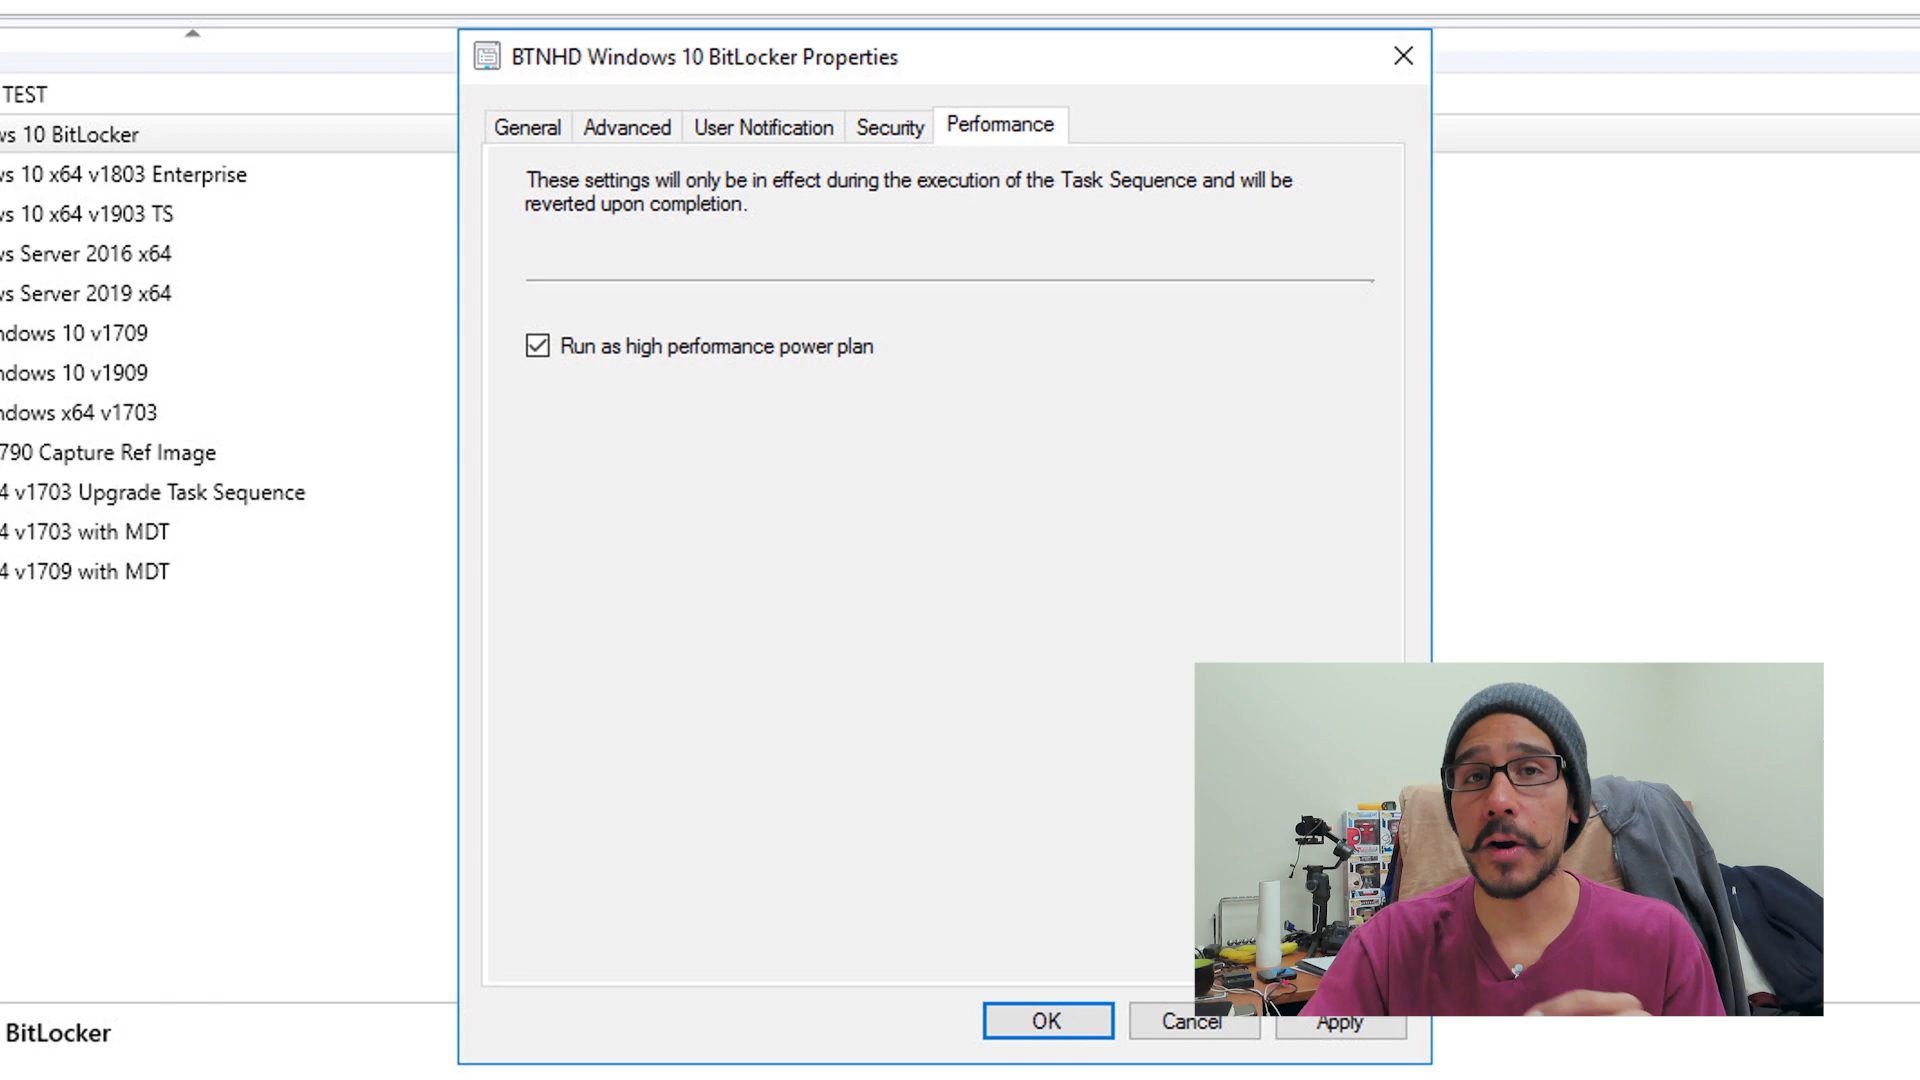 BTNHD Windows 10 BitLocker Properties
TEST
ws 10 BitLocker
ws 10 x64 v1803 Enterprise
ws 10 x64 v1903 TS
ws Server 2016 x64
ws Server 2019 x64
ndows 10 v1709
ndows 10 v1909
ndows x64 v1703
790 Capture Ref Image
4 v1703 Upgrade Task Sequence
4 v1703 with MDT
4 v1709 with MDT
BitLocker
General Advanced User Notification Security Performance
These settings will only be in effect during the execution of the Task Sequence and will be
reverted upon completion.
Run as high performance power plan
OK Cancel Apply